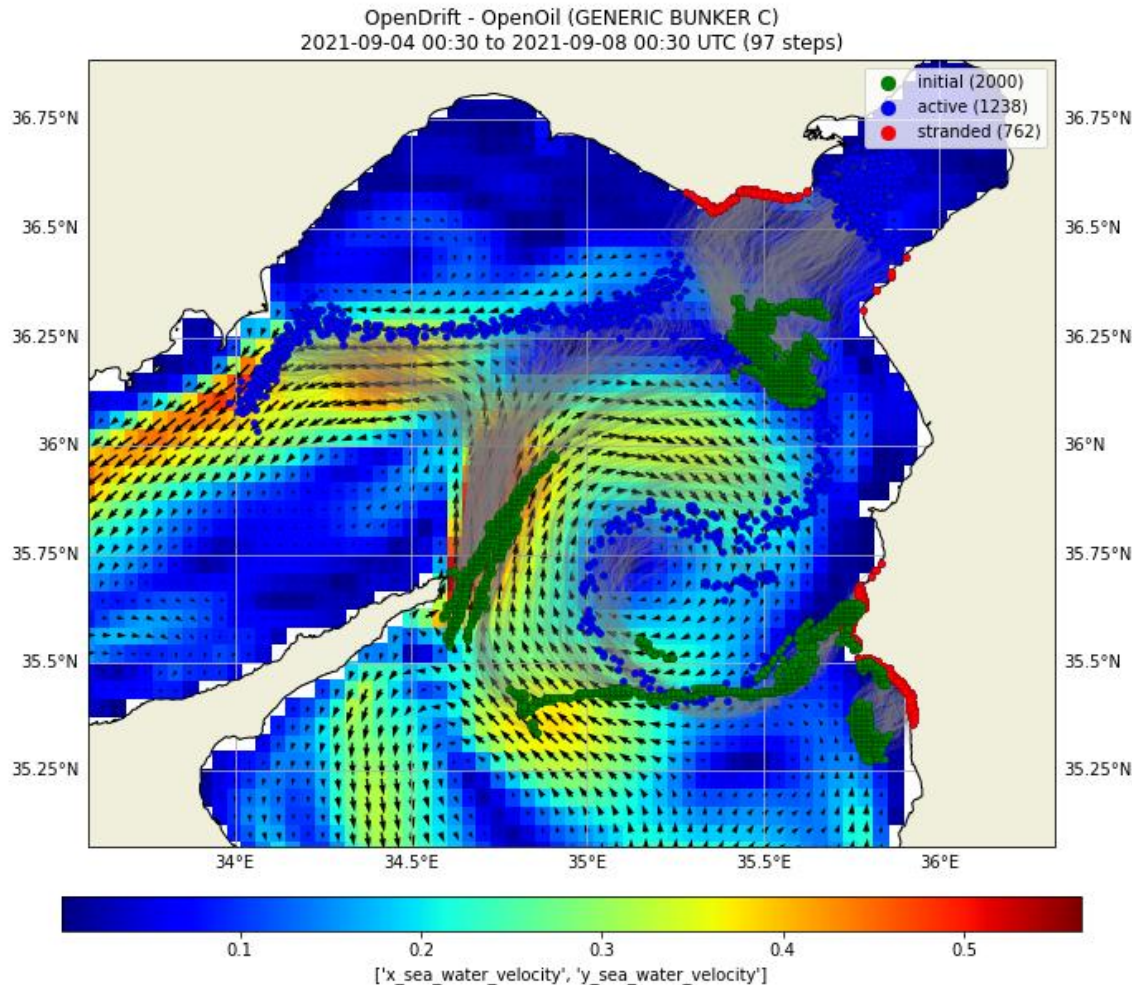 OpenDrift - OpenOil (GENERIC BUNKER C)
2021-09-04 00:30 to 2021-09-08 00:30 UTC (97 steps)
initial (2000)
active (1238)
stranded (762)
36.75°N 36.75°N
36.5°N 36.5°N
36.25°N 36.25°N
36°N 36°N
35.75°N 35.75°N
35.5°N 35.5°N
35.25°N 35.25°N
34°E 34.5°E 35°E 35.5°E 36°E
0.1 0.2 0.3 0.4 0.5
['x_sea_water_velocity', 'y_sea_water_velocity']